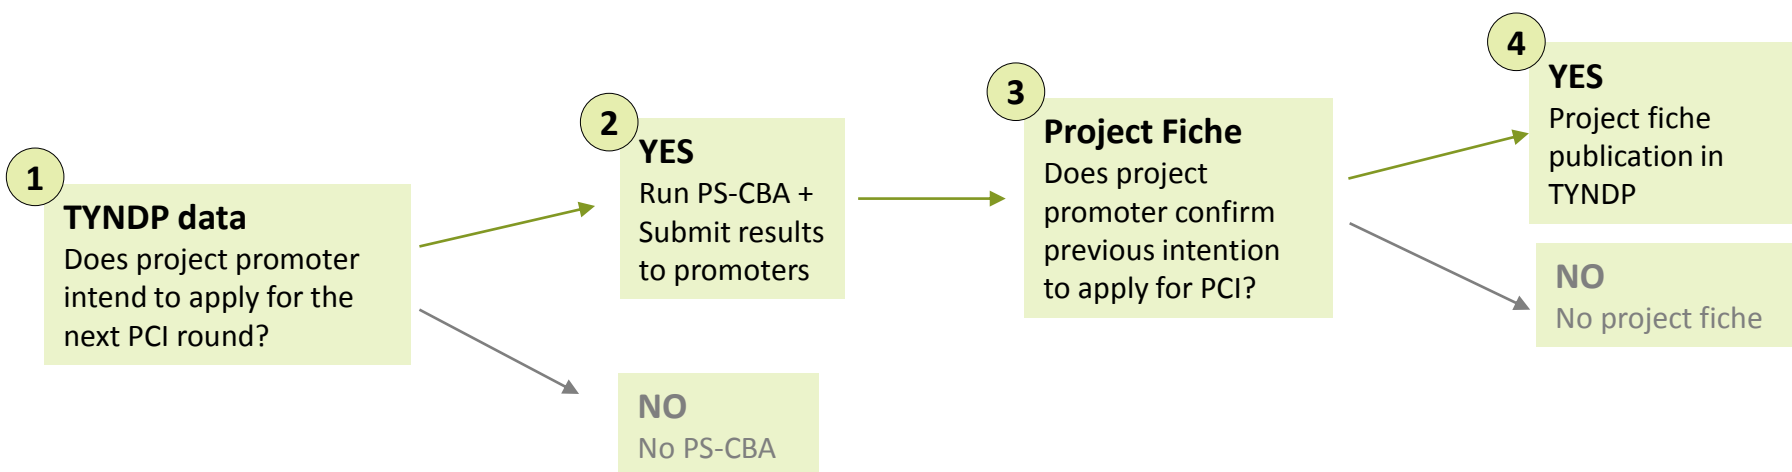 1
TYNDP data
Does project promoter
intend to apply for the
next PCI round?
2
YES
Run PS-CBA +
Submit results
to promoters
NO
No PS-CBA
3
Project Fiche
Does project
promoter confirm
previous intention
to apply for PCI?
4
YES
Project fiche
publication in
TYNDP
NO
No project fiche